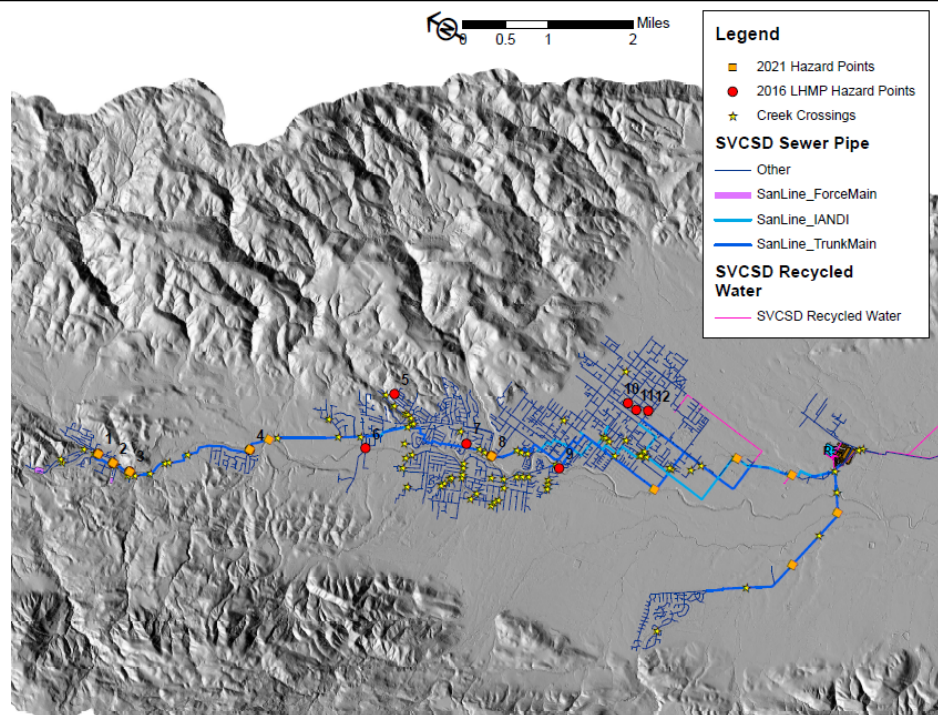 N
Miles
0 0.5 1 2
Legend
2021 Hazard Points
2016 LHMP Hazard Points
Creek Crossings
SVCSD Sewer Pipe
Other
SanLine_ForceMain
SanLine_IANDI
SanLine_TrunkMain
SVCSD Recycled
Water
SVCSD Recycled Water
5
10 11 12
1
2
3
4
6
7
8
9